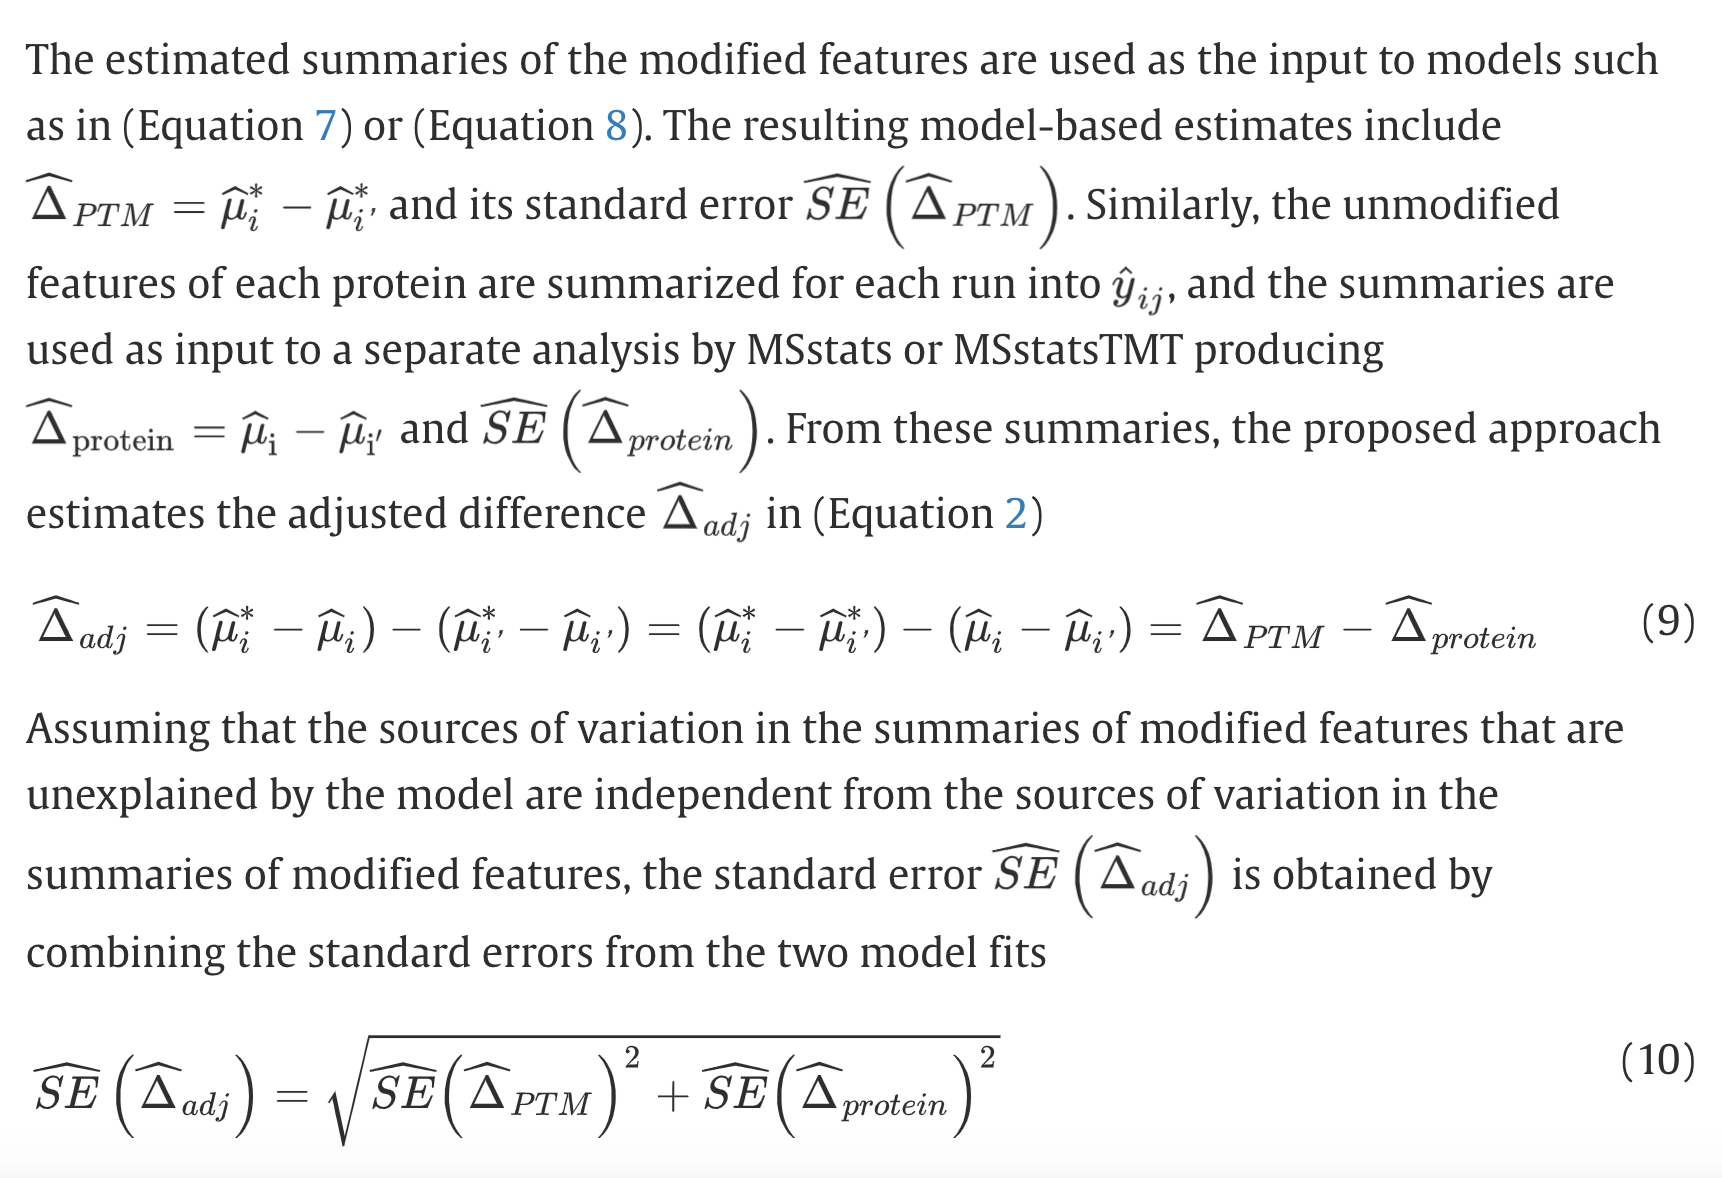 The estimated summaries of the modified features are used as the input to models such
as in (Equation 7) or (Equation 8). The resulting model-based estimates include
$\widehat{\Delta}_{PTM} = \widehat{\mu}_i^* - \widehat{\mu}_{i'}^*$ and its standard error $\widehat{SE}\left(\widehat{\Delta}_{PTM}\right)$. Similarly, the unmodified
features of each protein are summarized for each run into $\hat{y}_{ij}$, and the summaries are
used as input to a separate analysis by MSstats or MSstatsTMT producing
$\widehat{\Delta}_{\mathrm{protein}} = \widehat{\mu}_{\mathrm{i}} - \widehat{\mu}_{\mathrm{i}'}$ and $\widehat{SE}\left(\widehat{\Delta}_{protein}\right)$. From these summaries, the proposed approach
estimates the adjusted difference $\widehat{\Delta}_{adj}$ in (Equation 2)
$\widehat{\Delta}_{adj} = (\widehat{\mu}_i^* - \widehat{\mu}_i) - (\widehat{\mu}_{i'}^* - \widehat{\mu}_{i'}) = (\widehat{\mu}_i^* - \widehat{\mu}_{i'}^*) - (\widehat{\mu}_i - \widehat{\mu}_{i'}) = \widehat{\Delta}_{PTM} - \widehat{\Delta}_{protein}$ (9)
Assuming that the sources of variation in the summaries of modified features that are
unexplained by the model are independent from the sources of variation in the
summaries of modified features, the standard error $\widehat{SE}\left(\widehat{\Delta}_{adj}\right)$ is obtained by
combining the standard errors from the two model fits
$\widehat{SE}\left(\widehat{\Delta}_{adj}\right) = \sqrt{\widehat{SE}\left(\widehat{\Delta}_{PTM}\right)^2 + \widehat{SE}\left(\widehat{\Delta}_{protein}\right)^2}$ (10)